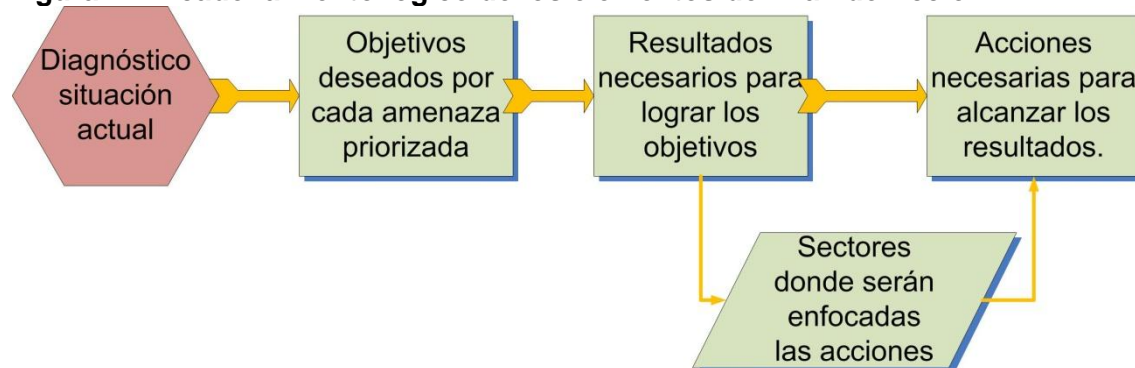 Diagnóstico
situación
actual
Objetivos
deseados por
cada amenaza
priorizada
Resultados
necesarios para
lograr los
objetivos
Acciones
necesarias para
alcanzar los
resultados.
Sectores
donde serán
enfocadas
las acciones